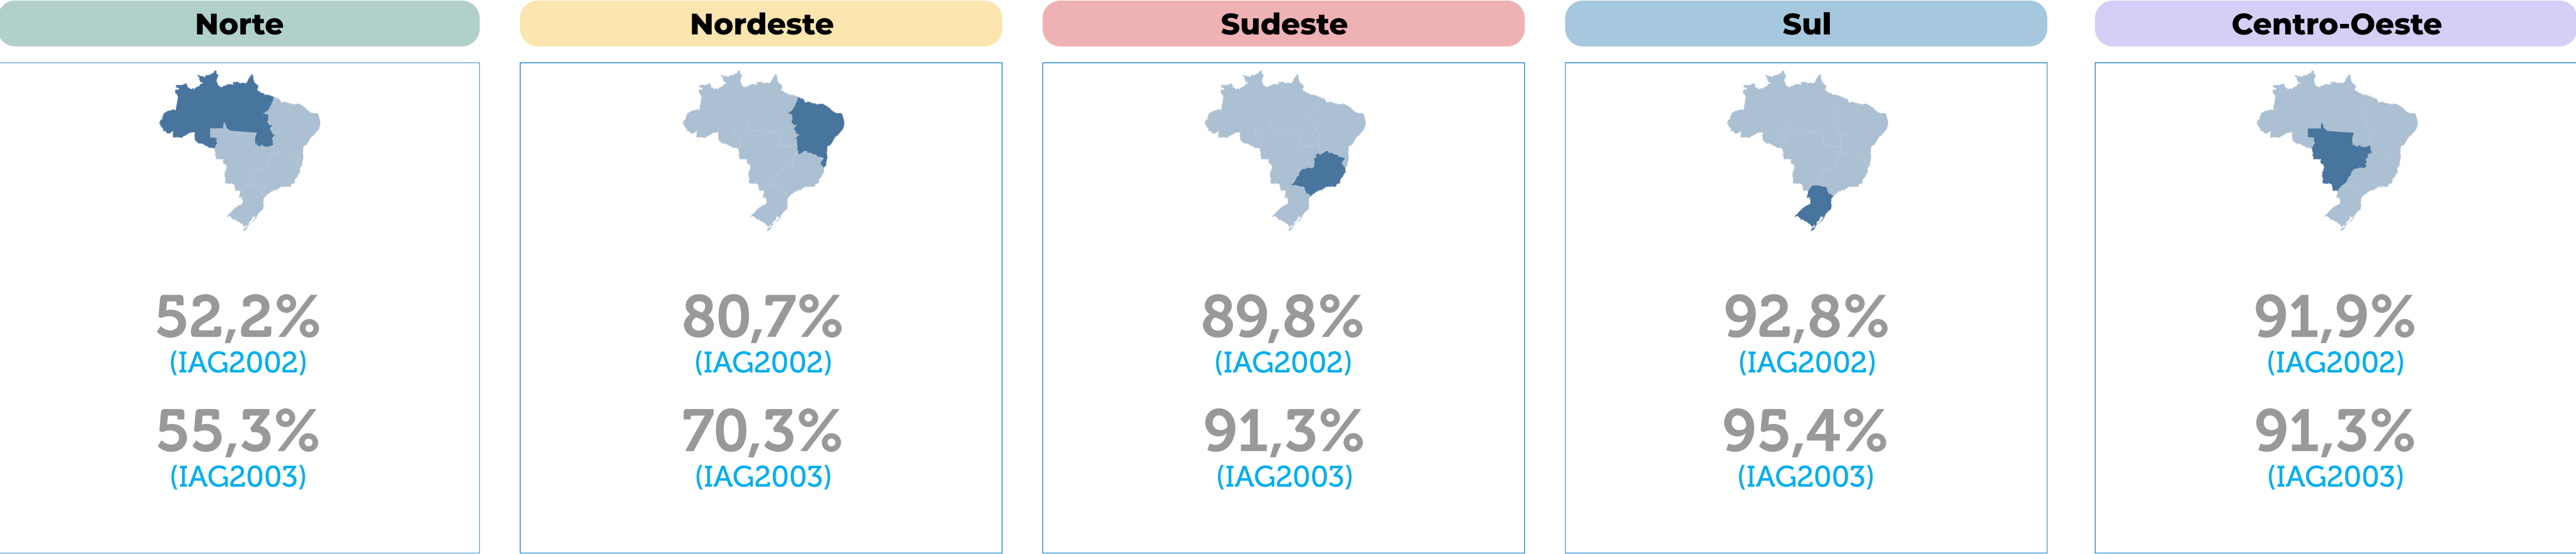 Norte
52,2%
(IAG2002)
55,3%
(IAG2003)
Nordeste
80,7%
(IAG2002)
70,3%
(IAG2003)
Sudeste
89,8%
(IAG2002)
91,3%
(IAG2003)
Sul
92,8%
(IAG2002)
95,4%
(IAG2003)
Centro-Oeste
91,9%
(IAG2002)
91,3%
(IAG2003)